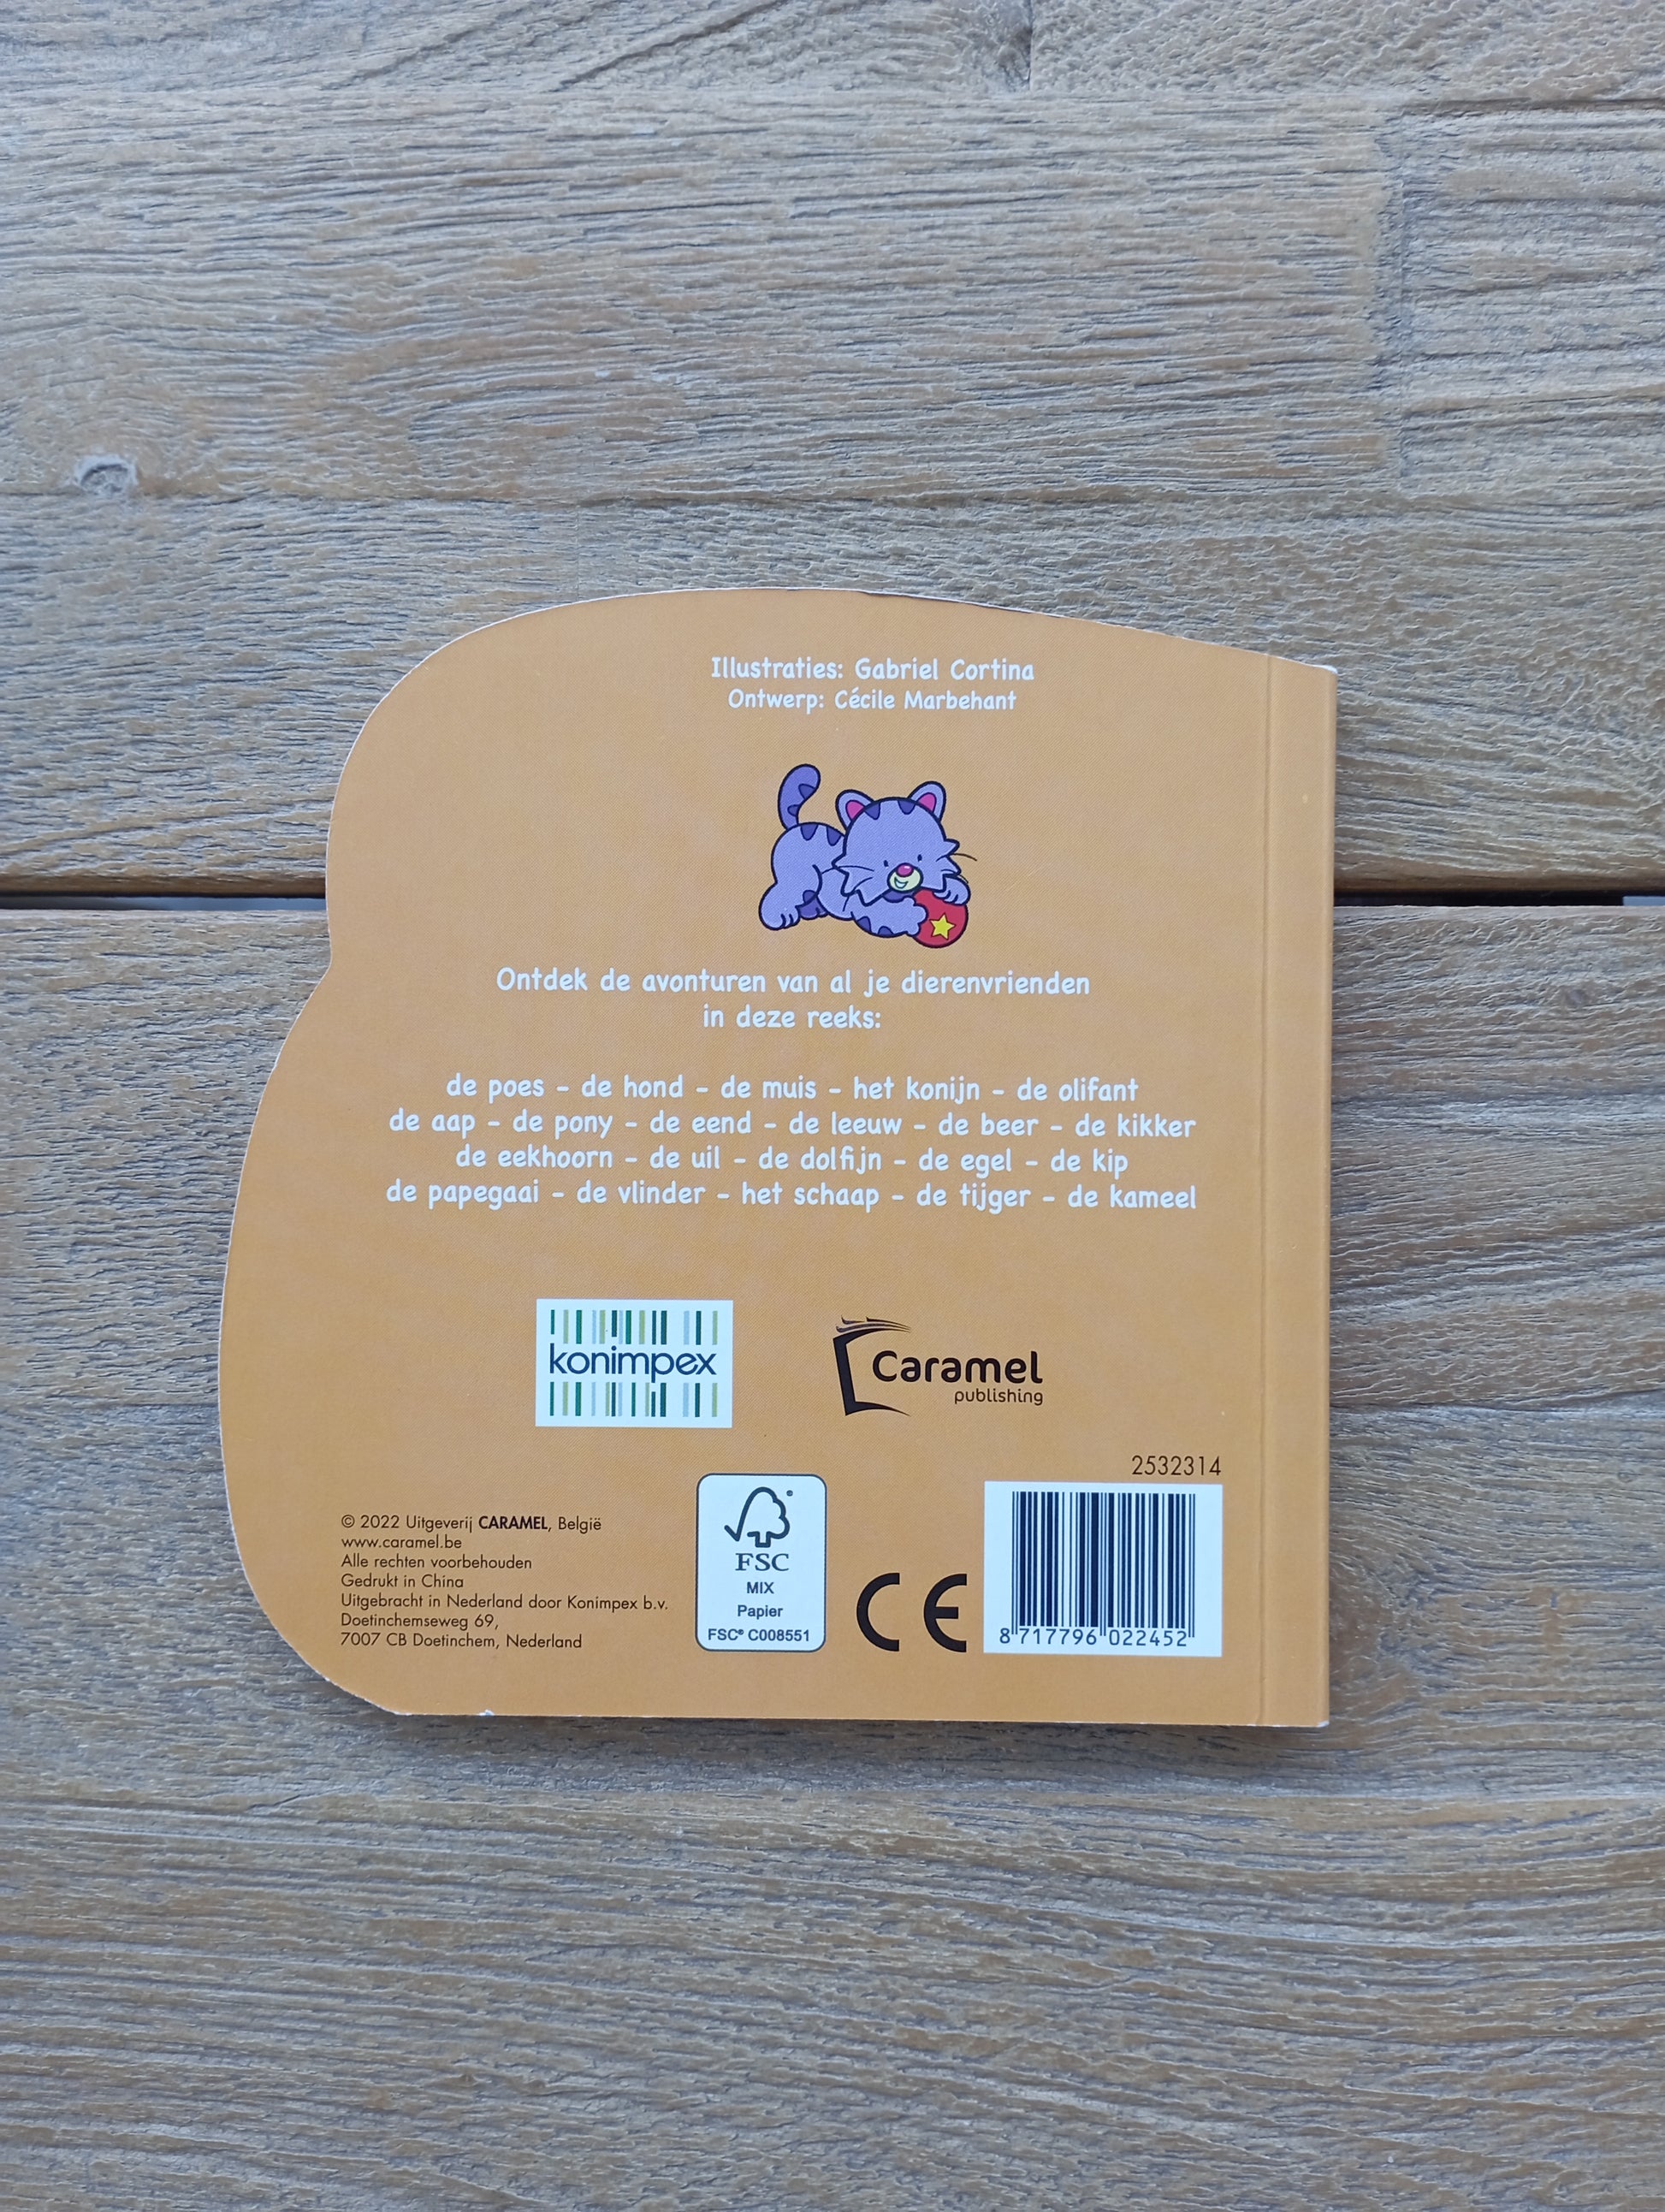 Illustraties: Gabriel Cortina
Ontwerp: Cécile Marbehant
Ontdek de avonturen van al je dierenvrienden
in deze reeks:
de poes - de hond - de muis - het konijn - de olifant
de aap - de pony - de eend - de leeuw - de beer - de kikker
de eekhoorn - de uil - de dolfijn - de egel - de kip
de papegaai - de vlinder - het schaap - de tijger - de kameel
konimpex
Caramel
publishing
2532314
© 2022 Uitgeverij CARAMEL, België
www.caramel.be
Alle rechten voorbehouden
Gedrukt in China
Uitgebracht in Nederland door Konimpex b.v.
Doetinchemseweg 69,
7007 CB Doetinchem, Nederland
®
FSC
MIX
Papier
FSC® C008551
CE
8 717796 022452